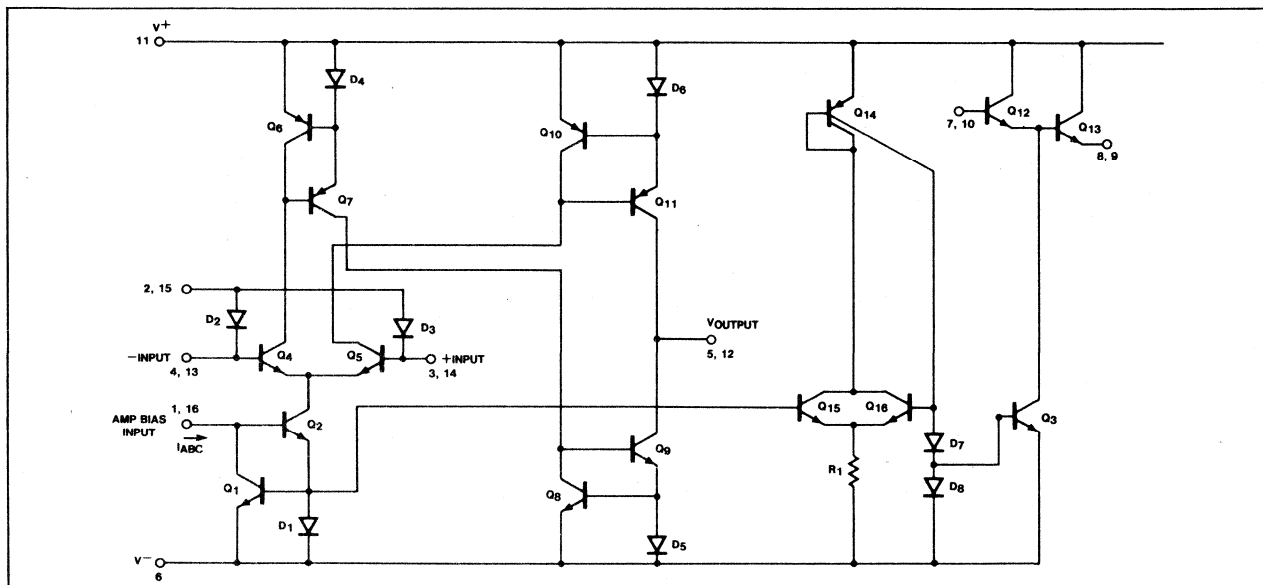 V+
11
D4
D6
Q6
Q10
Q14
Q12
7, 10
Q13
8, 9
Q7
Q11
2, 15
D2
D3
VOUTPUT
5, 12
−INPUT
4, 13
Q4
Q5
+INPUT
3, 14
1, 16
AMP BIAS
INPUT
IABC
Q2
Q15
Q16
Q3
D7
Q9
R1
D8
Q1
Q8
D1
D5
V−
6